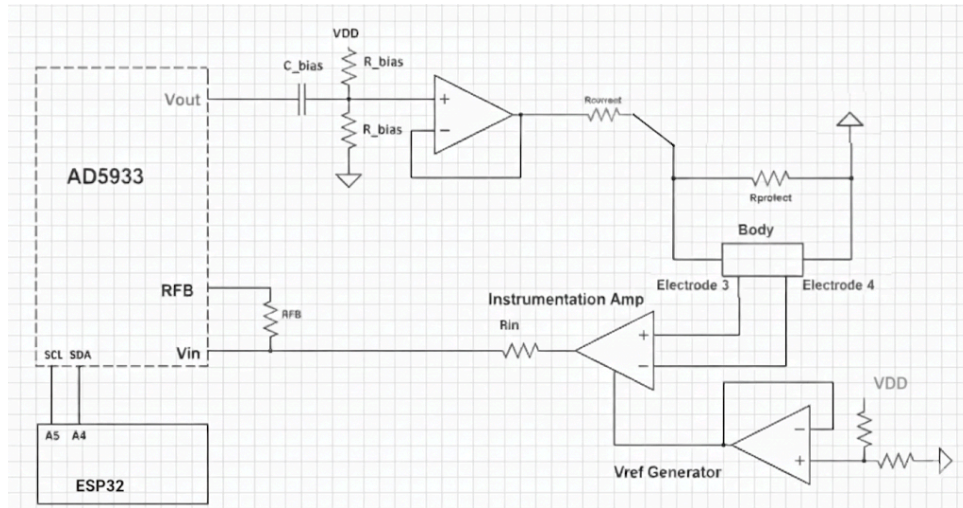 VDD
C_bias
R_bias
Vout
+
Rcurrent
R_bias
−
AD5933
Rprotect
Body
RFB
Electrode 3
Electrode 4
Instrumentation Amp
RFB
Rin
+
SCL SDA
Vin
−
VDD
A5 A4
−
+
Vref Generator
ESP32